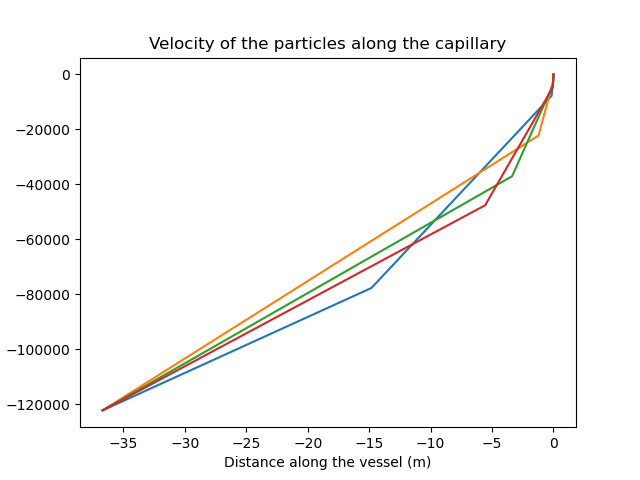 Velocity of the particles along the capillary
0
−20000
−40000
−60000
−80000
−100000
−120000
−35 −30 −25 −20 −15 −10 −5 0
Distance along the vessel (m)